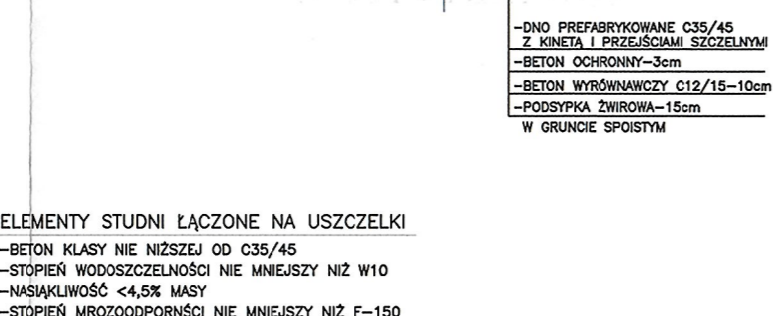 -DNO PREFABRYKOWANE C35/45
Z KINETĄ I PRZEJŚCIAMI SZCZELNYMI
-BETON OCHRONNY-3cm
-BETON WYRÓWNAWCZY C12/15-10cm
-PODSYPKA ŻWIROWA-15cm
W GRUNCIE SPOISTYM
ELEMENTY STUDNI ŁĄCZONE NA USZCZELKI
-BETON KLASY NIE NIŻSZEJ OD C35/45
-STOPIEŃ WODOSZCZELNOŚCI NIE MNIEJSZY NIŻ W10
-NASIĄKLIWOŚĆ <4,5% MASY
-STOPIEŃ MROZOODPORNŚCI NIE MNIEJSZY NIŻ F-150